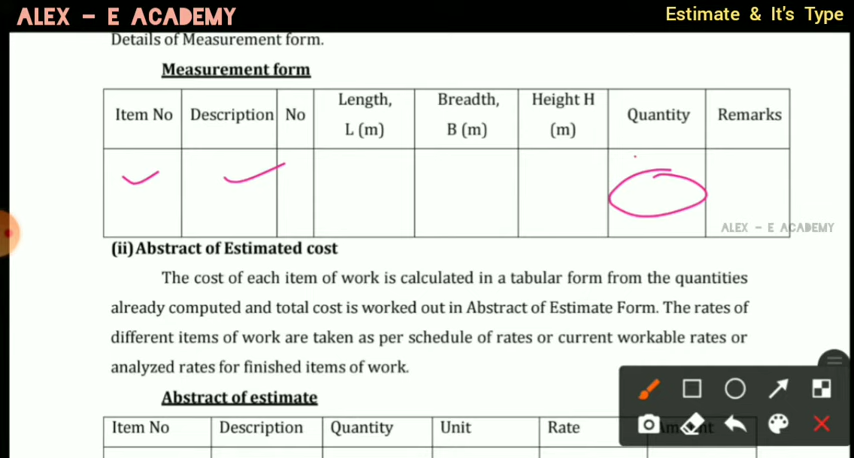 ALEX - E ACADEMY
Estimate & It's Type
Details of Measurement form.
Measurement form
Item No Description No Length, L (m) Breadth, B (m) Height H (m) Quantity Remarks
ALEX - E ACADEMY
(ii) Abstract of Estimated cost
The cost of each item of work is calculated in a tabular form from the quantities
already computed and total cost is worked out in Abstract of Estimate Form. The rates of
different items of work are taken as per schedule of rates or current workable rates or
analyzed rates for finished items of work.
Abstract of estimate
Item No Description Quantity Unit Rate